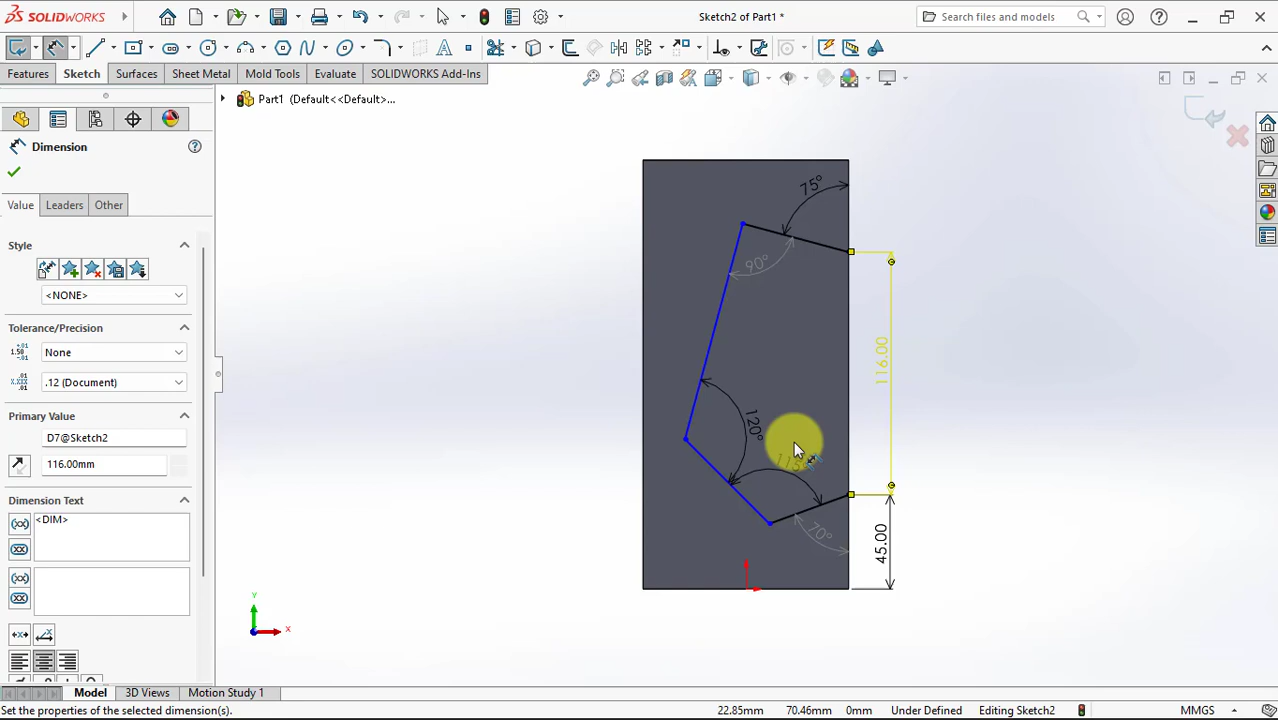 SOLIDWORKS
Sketch2 of Part1 *
Search files and models
Features
Sketch
Surfaces
Sheet Metal
Mold Tools
Evaluate
SOLIDWORKS Add-Ins
Part1 (Default<<Default>...
Dimension
Value
Leaders
Other
Style
<NONE>
Tolerance/Precision
None
.12 (Document)
Primary Value
D7@Sketch2
116.00mm
Dimension Text
<DIM>
75°
90°
116.00
120°
70°
45.00
Y
X
Model
3D Views
Motion Study 1
Set the properties of the selected dimension(s).
22.85mm
70.46mm
0mm
Under Defined
Editing Sketch2
MMGS